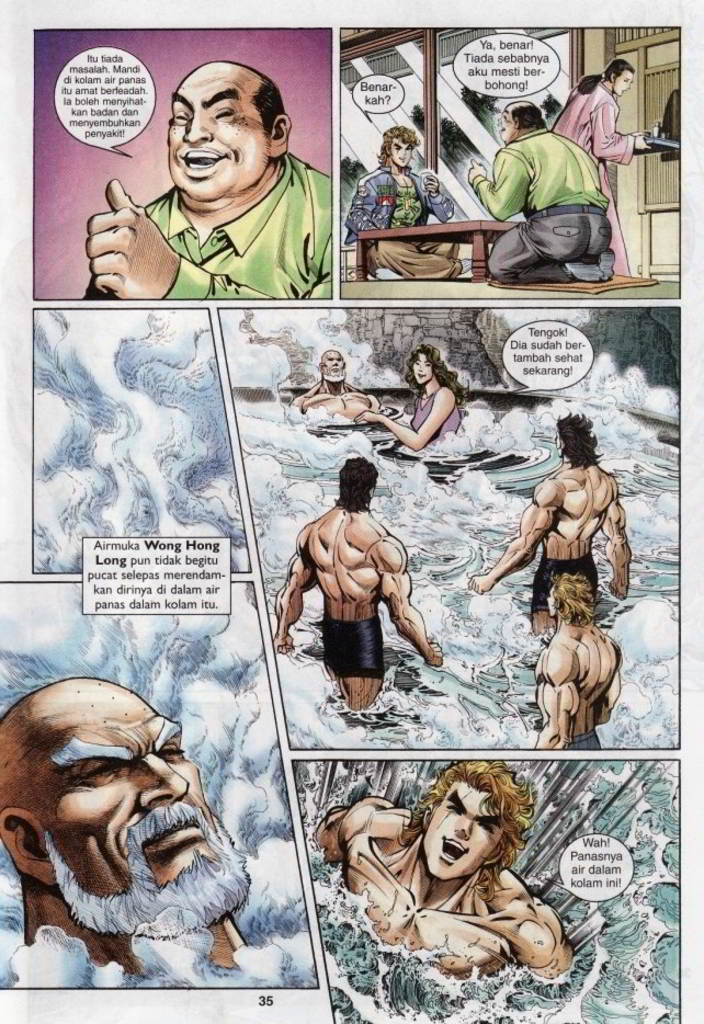 Itu tiada
masalah. Mandi
di kolam air panas
itu amat berfeadah.
Ia boleh menyihat-
kan badan dan
menyembuhkan
penyakit!
Benar-
kah?
Ya, benar!
Tiada sebabnya
aku mesti ber-
bohong!
Tengok!
Dia sudah ber-
tambah sehat
sekarang!
Airmuka Wong Hong
Long pun tidak begitu
pucat selepas merendam-
kan dirinya di dalam air
panas dalam kolam itu.
Wah!
Panasnya
air dalam
kolam ini!
35